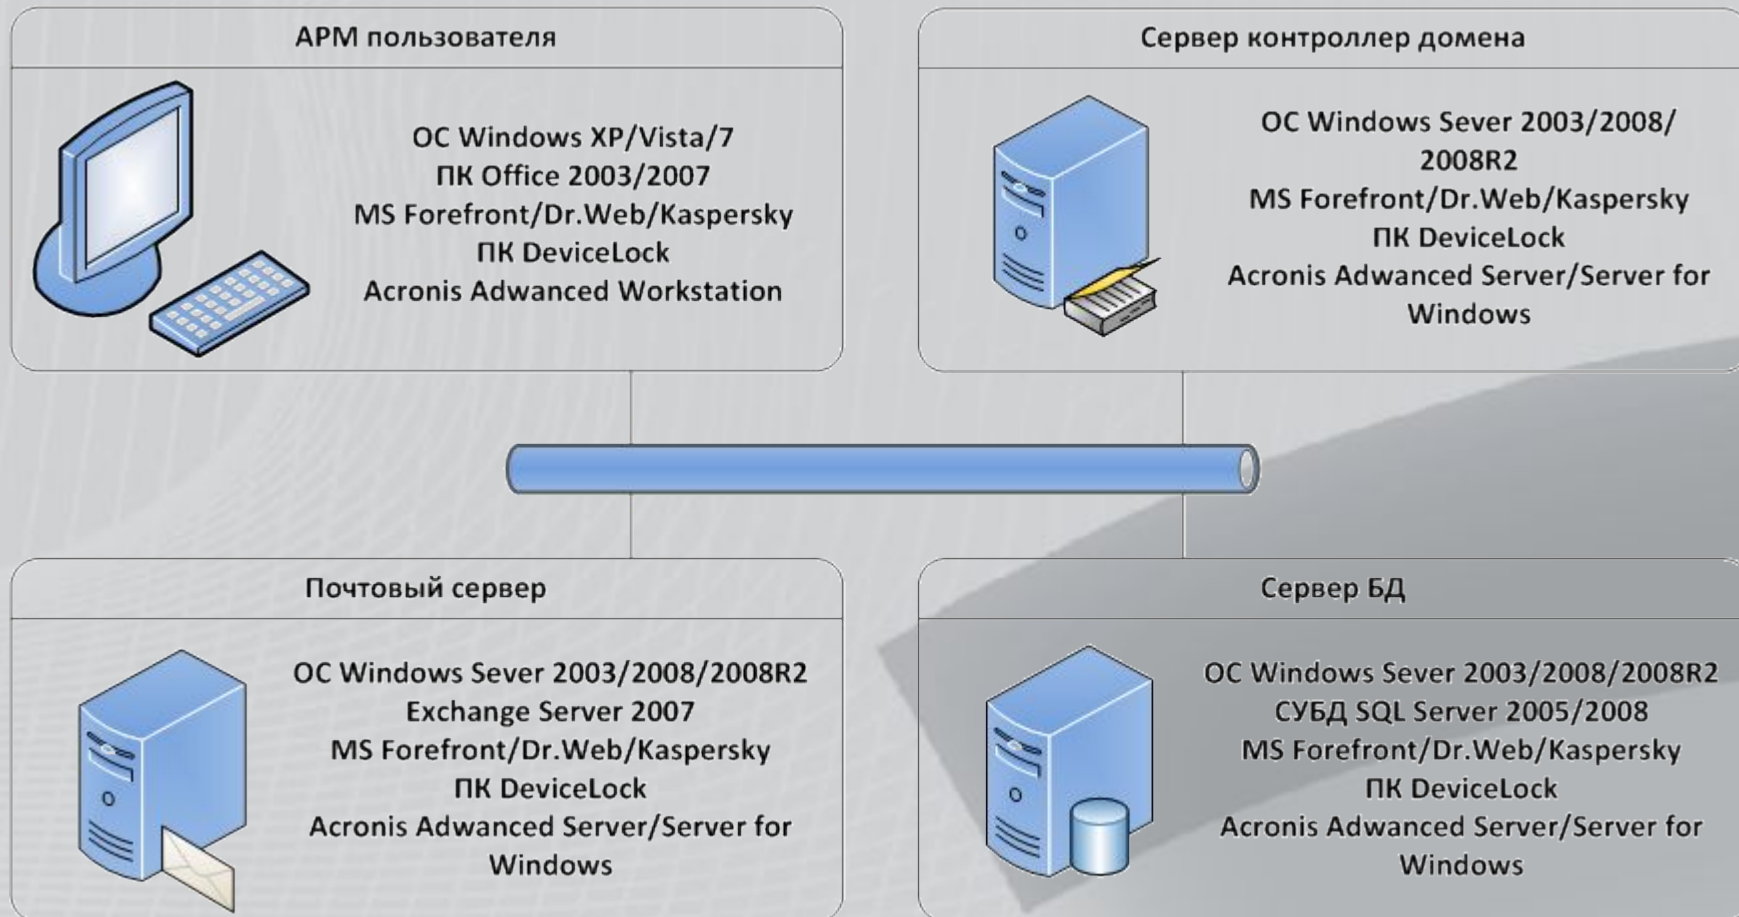 АРМ пользователя
ОС Windows XP/Vista/7
ПК Office 2003/2007
MS Forefront/Dr.Web/Kaspersky
ПК DeviceLock
Acronis Adwanced Workstation
Сервер контроллер домена
ОС Windows Sever 2003/2008/
2008R2
MS Forefront/Dr.Web/Kaspersky
ПК DeviceLock
Acronis Adwanced Server/Server for
Windows
Почтовый сервер
ОС Windows Sever 2003/2008/2008R2
Exchange Server 2007
MS Forefront/Dr.Web/Kaspersky
ПК DeviceLock
Acronis Adwanced Server/Server for
Windows
Сервер БД
ОС Windows Sever 2003/2008/2008R2
СУБД SQL Server 2005/2008
MS Forefront/Dr.Web/Kaspersky
ПК DeviceLock
Acronis Adwanced Server/Server for
Windows